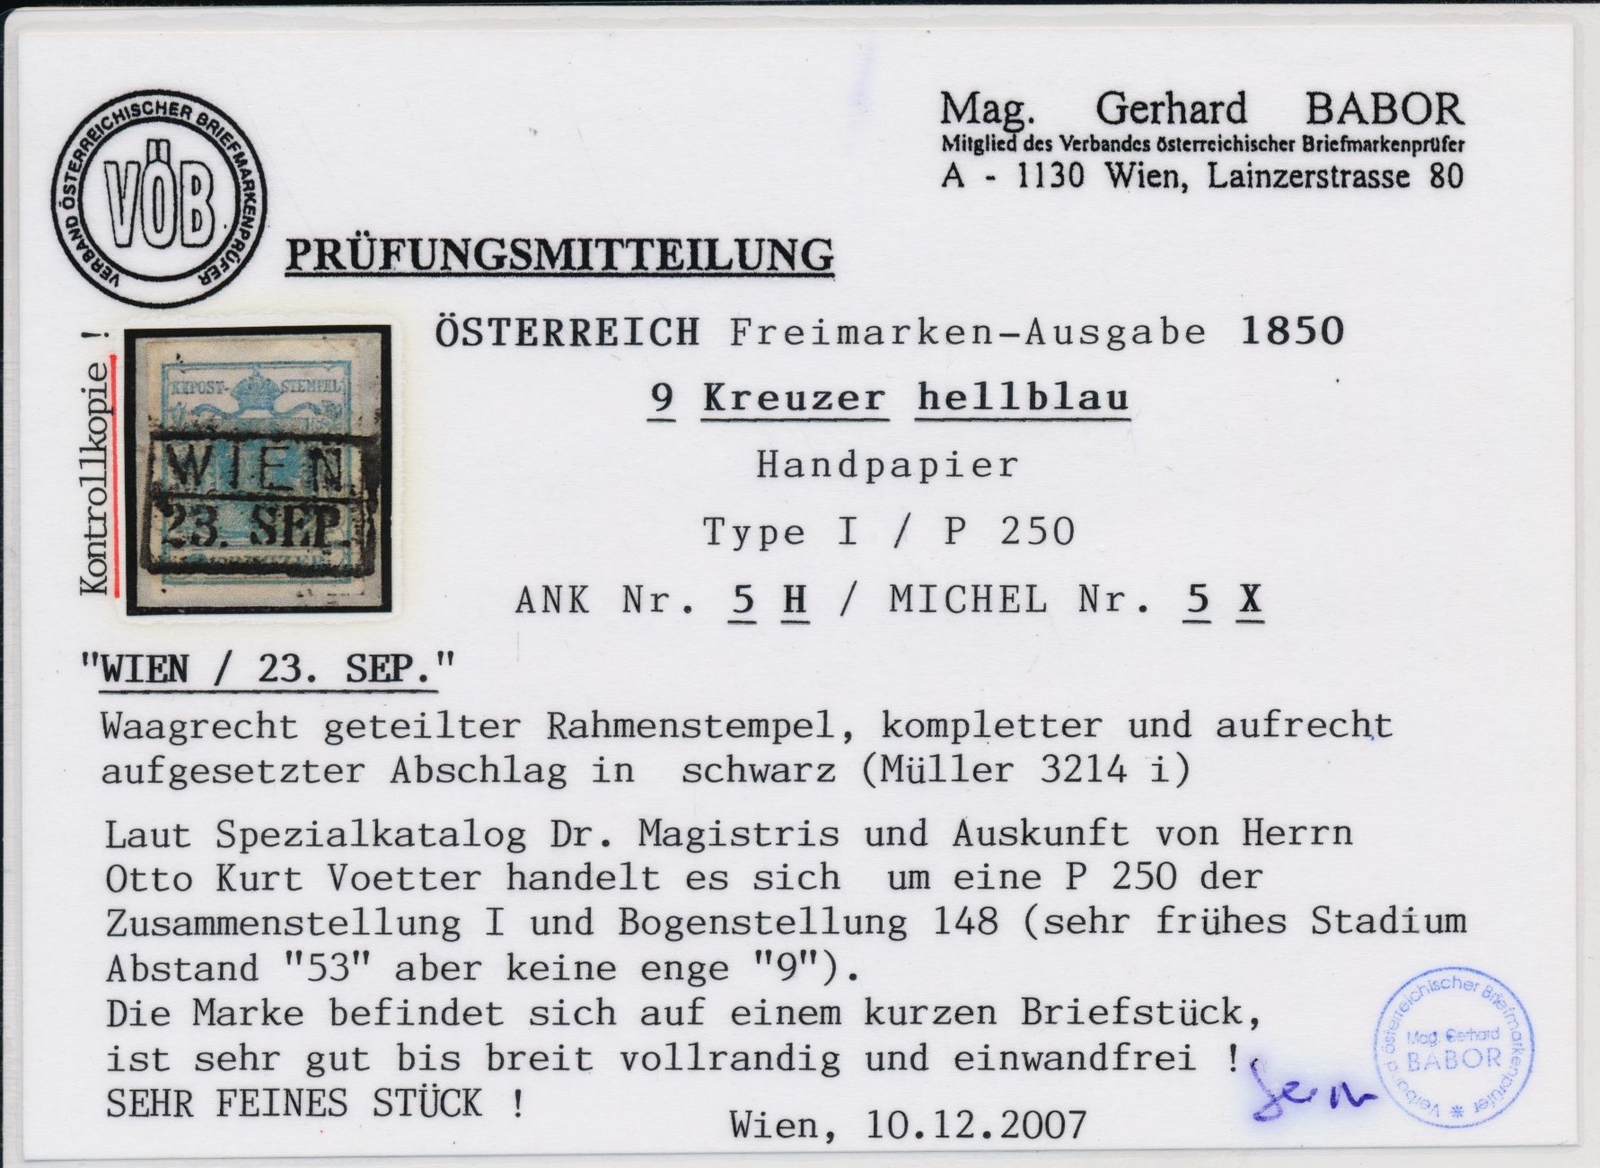 VERBAND ÖSTERREICHISCHER BRIEFMARKENPRÜFER
VÖB
Mag. Gerhard BABOR
Mitglied des Verbandes österreichischer Briefmarkenprüfer
A - 1130 Wien, Lainzerstrasse 80
PRÜFUNGSMITTEILUNG
Kontrollkopie !
KKPOST-STEMPEL
WIEN
23. SEP.
ÖSTERREICH Freimarken-Ausgabe 1850
9 Kreuzer hellblau
Handpapier
Type I / P 250
ANK Nr. 5 H / MICHEL Nr. 5 X
"WIEN / 23. SEP."
Waagrecht geteilter Rahmenstempel, kompletter und aufrecht
aufgesetzter Abschlag in schwarz (Müller 3214 i)
Laut Spezialkatalog Dr. Magistris und Auskunft von Herrn
Otto Kurt Voetter handelt es sich um eine P 250 der
Zusammenstellung I und Bogenstellung 148 (sehr frühes Stadium
Abstand "53" aber keine enge "9").
Die Marke befindet sich auf einem kurzen Briefstück,
ist sehr gut bis breit vollrandig und einwandfrei !
SEHR FEINES STÜCK !
Wien, 10.12.2007
Verband österreichischer Briefmarkenprüfer *
Mag. Gerhard
BABOR